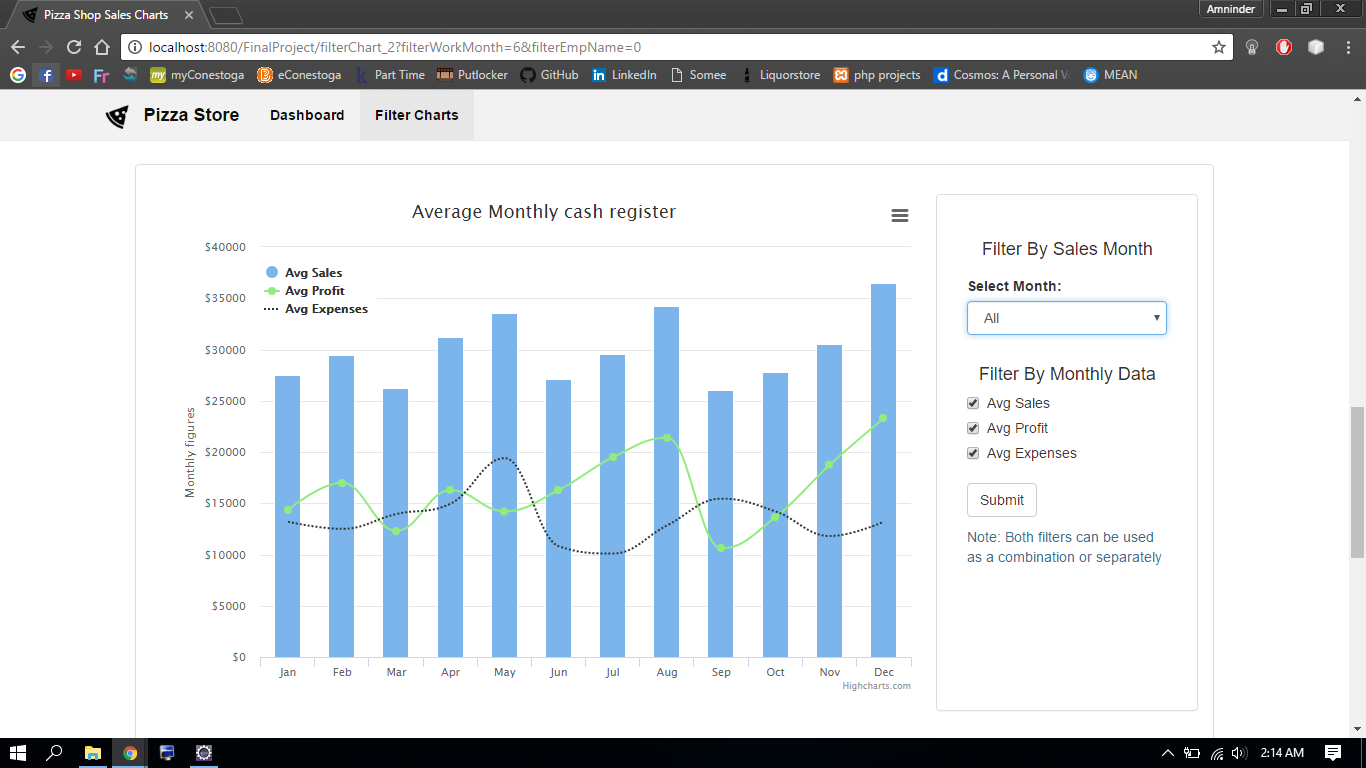 Pizza Shop Sales Charts
Amninder
localhost:8080/FinalProject/filterChart_2?filterWorkMonth=6&filterEmpName=0
myConestoga eConestoga Part Time Putlocker GitHub LinkedIn Somee Liquorstore php projects Cosmos: A Personal MEAN
Pizza Store Dashboard Filter Charts
Average Monthly cash register
$40000
$35000
$30000
$25000
$20000
$15000
$10000
$5000
$0
Monthly figures
Avg Sales
Avg Profit
Avg Expenses
Jan Feb Mar Apr May Jun Jul Aug Sep Oct Nov Dec
Highcharts.com
Filter By Sales Month
Select Month:
All
Filter By Monthly Data
Avg Sales
Avg Profit
Avg Expenses
Submit
Note: Both filters can be used
as a combination or separately
2:14 AM